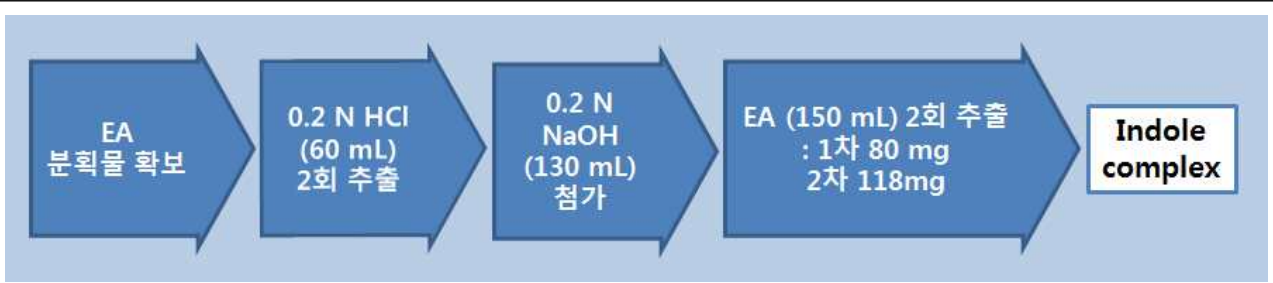 EA
분획물 확보
0.2 N HCl
(60 mL)
2회 추출
0.2 N
NaOH
(130 mL)
첨가
EA (150 mL) 2회 추출
: 1차 80 mg
2차 118mg
Indole
complex